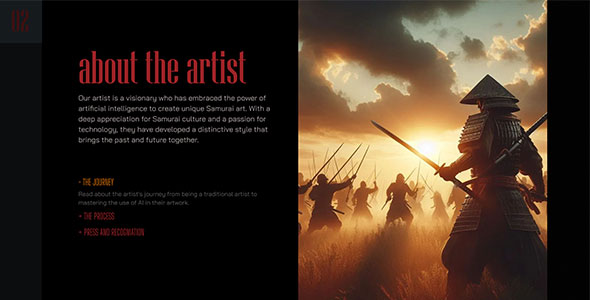 02
about the artist
Our artist is a visionary who has embraced the power of
artificial intelligence to create unique Samurai art. With a
deep appreciation for Samurai culture and a passion for
technology, they have developed a distinctive style that
brings the past and future together.
THE JOURNEY
Read about the artist's journey from being a traditional artist to
mastering the use of AI in their artwork.
THE PROCESS
PRESS AND RECOGNITION